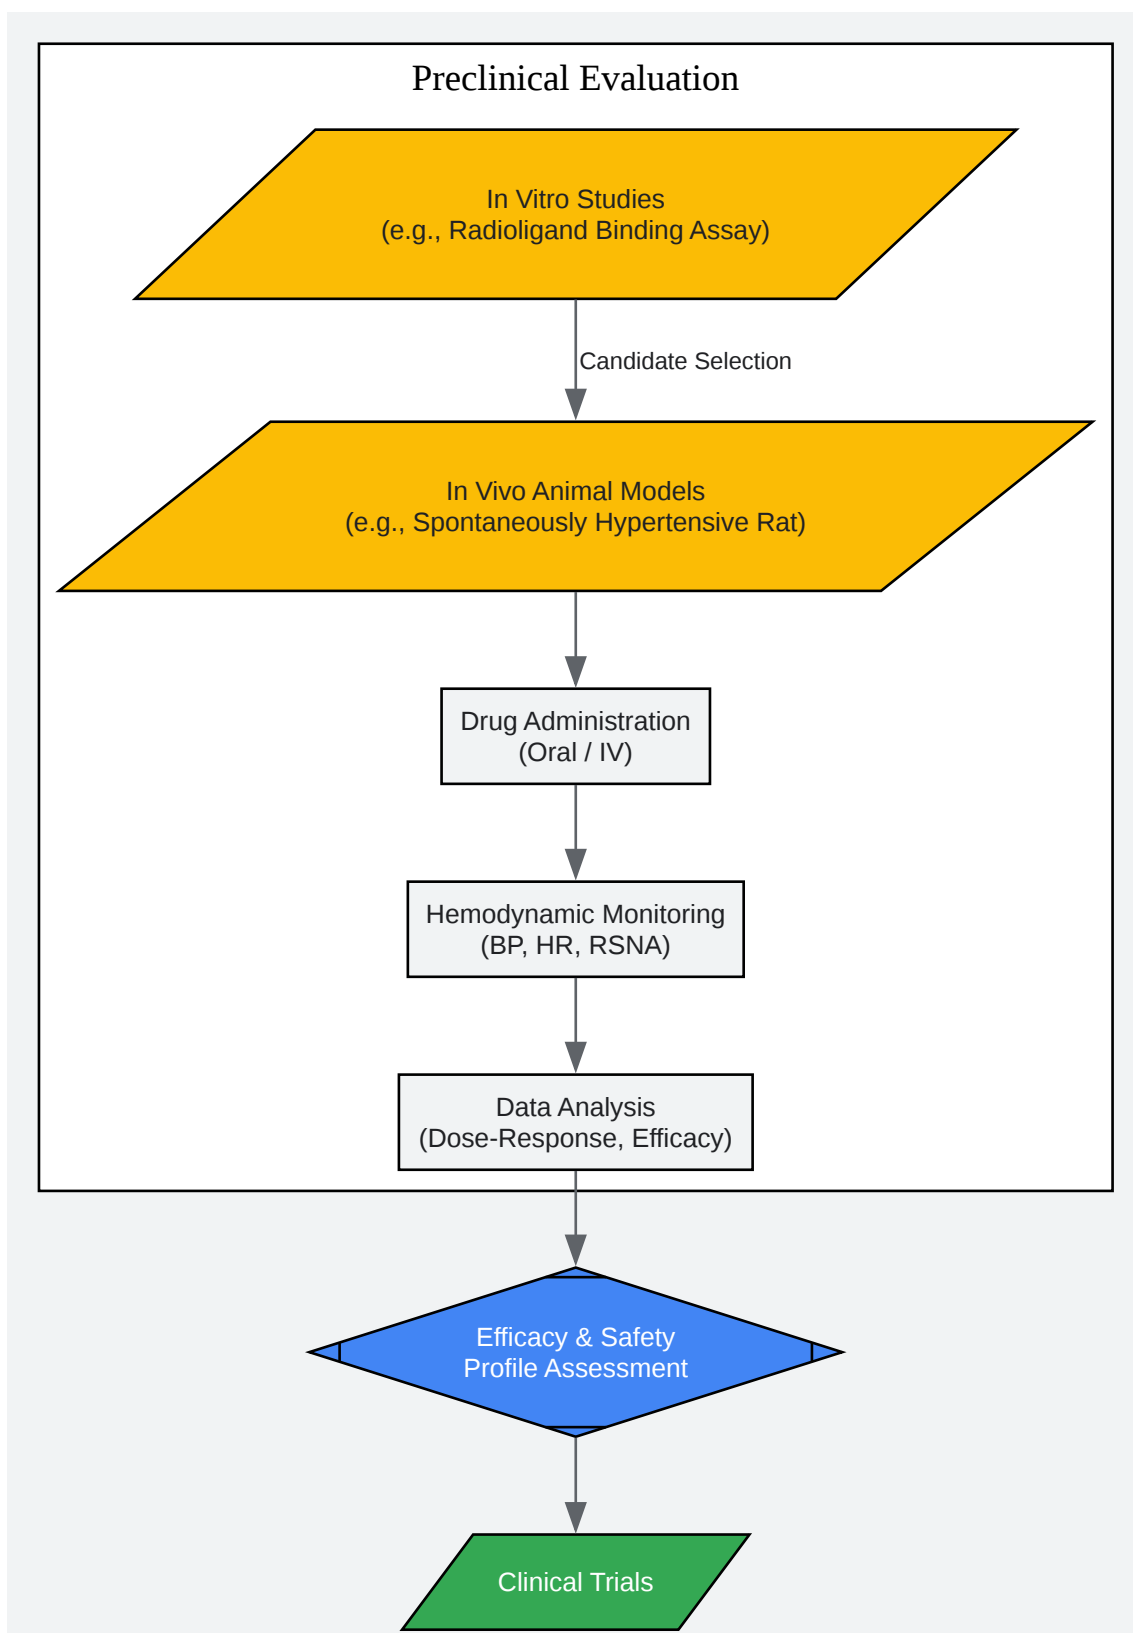 Preclinical Evaluation
In Vitro Studies
(e.g., Radioligand Binding Assay)
Candidate Selection
In Vivo Animal Models
(e.g., Spontaneously Hypertensive Rat)
Drug Administration
(Oral / IV)
Hemodynamic Monitoring
(BP, HR, RSNA)
Data Analysis
(Dose-Response, Efficacy)
Efficacy & Safety
Profile Assessment
Clinical Trials